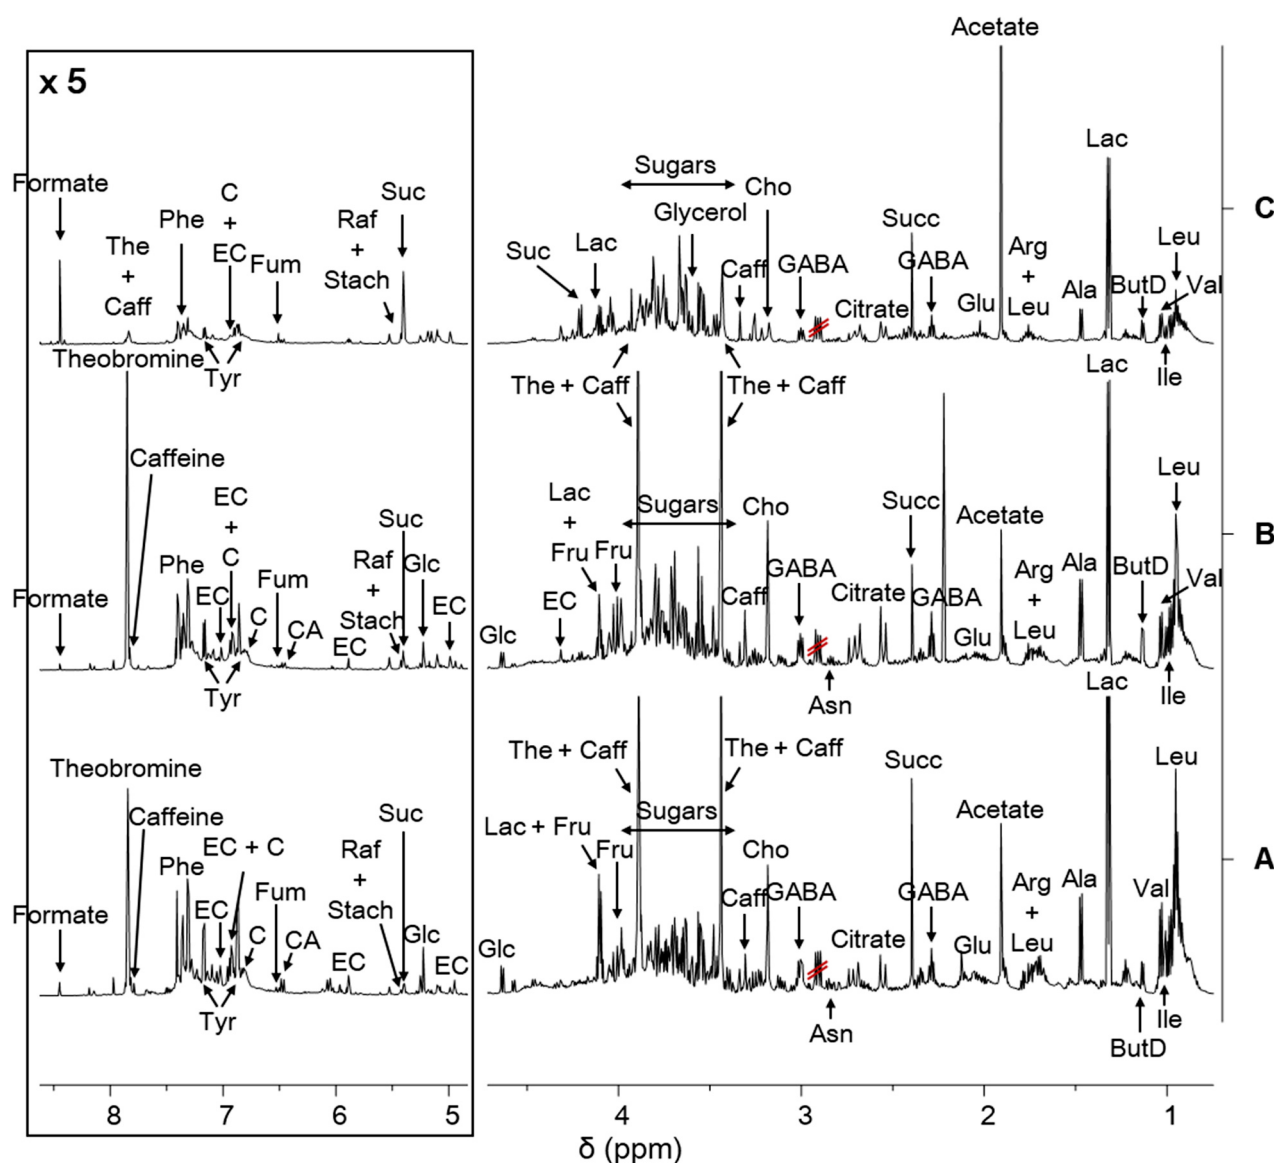 x 5
Acetate
Lac
Formate
The
+
Caff
Phe
C
+
EC
Fum
Raf
+
Stach
Suc
Suc
Lac
Sugars
Glycerol
Cho
Caff
GABA
Citrate
Succ
GABA
Glu
Arg
+
Leu
Ala
ButD
Leu
Val
Ile
C
Tyr
The + Caff
The + Caff
Theobromine
Caffeine
Formate
Phe
EC
EC
+
C
C
Fum
CA
Tyr
EC
Raf
+
Stach
Suc
Glc
EC
Glc
EC
Lac
+
Fru
Fru
Sugars
Cho
Caff
GABA
Asn
Citrate
Succ
GABA
Acetate
Glu
Arg
+
Leu
Ala
Lac
ButD
Leu
Val
Ile
B
Theobromine
Caffeine
Formate
Phe
EC
EC + C
C
Fum
CA
Tyr
EC
Raf
+
Stach
Suc
Glc
EC
Glc
Lac + Fru
Fru
The + Caff
The + Caff
Sugars
Cho
Caff
GABA
Asn
Citrate
Succ
GABA
Acetate
Glu
Arg
+
Leu
Ala
Lac
Val
Leu
Ile
ButD
A
8 7 6 5 4 3 2 1
δ (ppm)